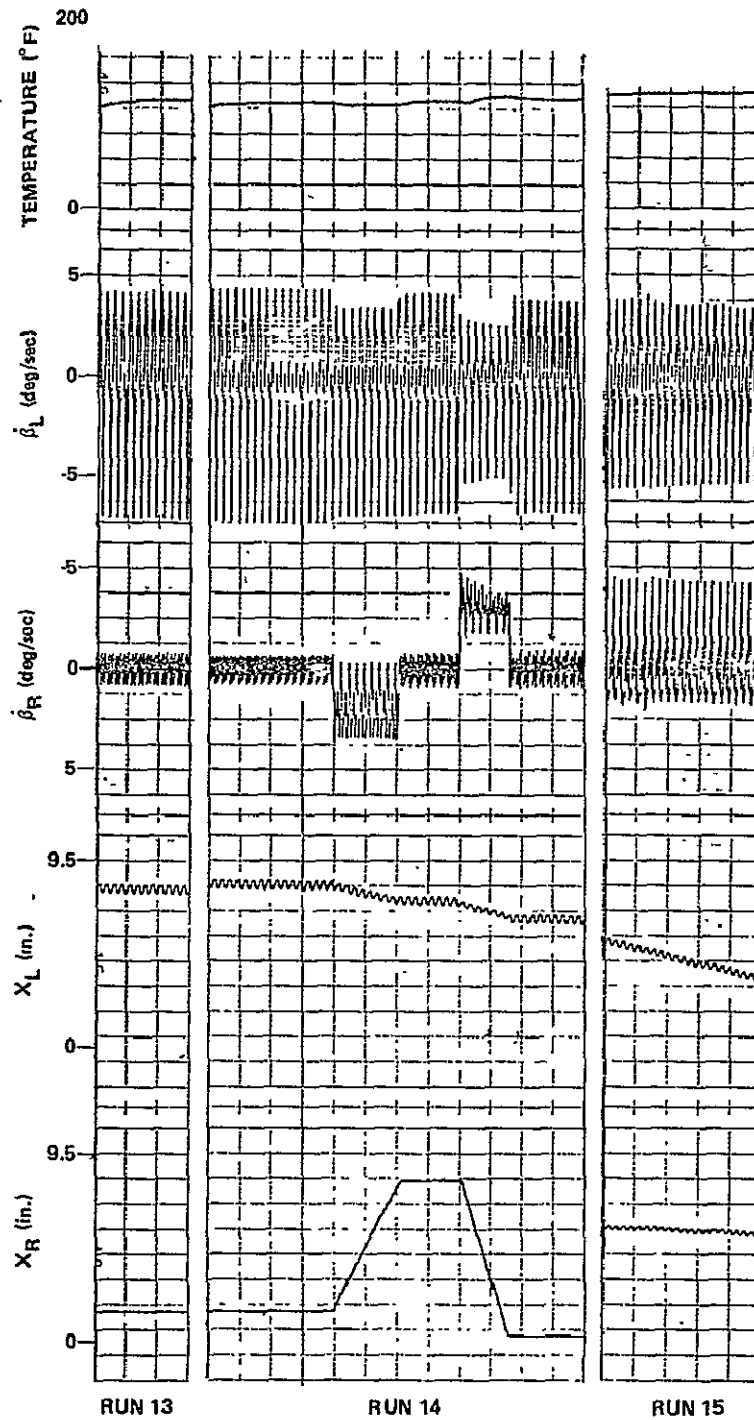 200
TEMPERATURE (°F)
0
5
0
-5
β̇L (deg/sec)
-5
0
5
β̇R (deg/sec)
9.5
0
XL (in.)
9.5
0
XR (in.)
RUN 13
RUN 14
RUN 15